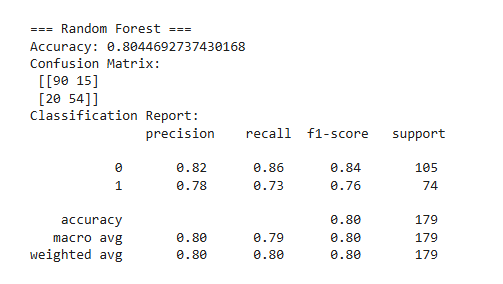 === Random Forest ===
Accuracy: 0.8044692737430168
Confusion Matrix:
[[90 15]
[20 54]]
Classification Report:
precision recall f1-score support
0 0.82 0.86 0.84 105
1 0.78 0.73 0.76 74
accuracy 0.80 179
macro avg 0.80 0.79 0.80 179
weighted avg 0.80 0.80 0.80 179